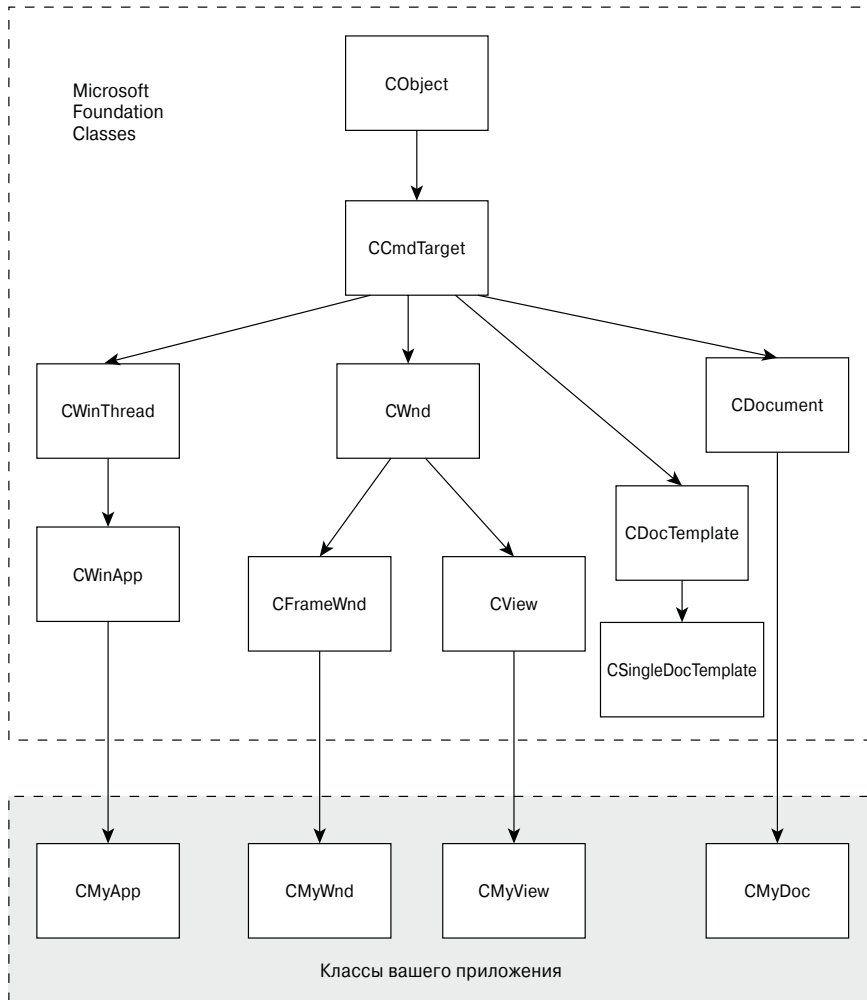 Microsoft
Foundation
Classes
CObject
CCmdTarget
CWinThread
CWnd
CDocument
CDocTemplate
CWinApp
CFrameWnd
CView
CSingleDocTemplate
CMyApp
CMyWnd
CMyView
CMyDoc
Классы вашего приложения